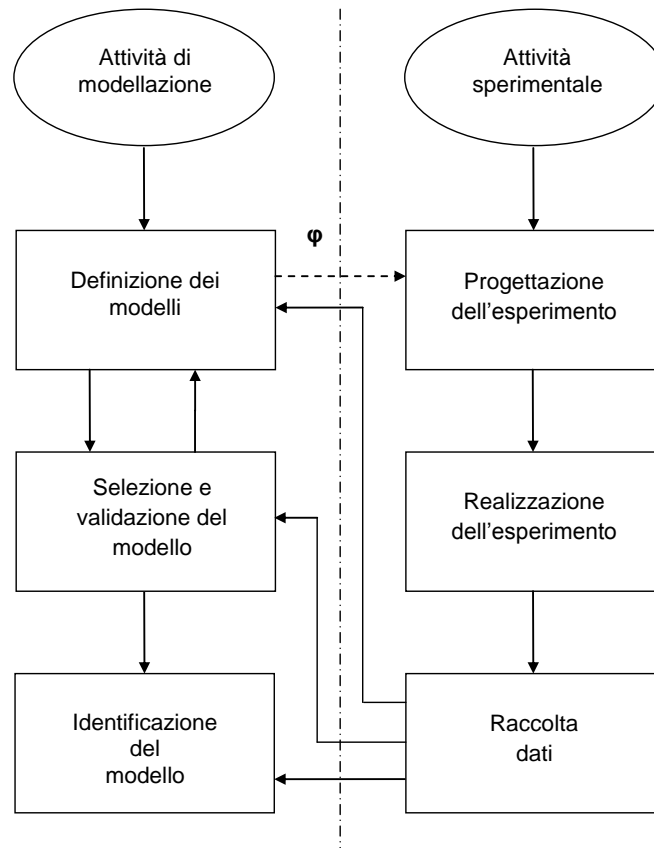 Attività di
modellazione
Attività
sperimentale
φ
Definizione dei
modelli
Progettazione
dell’esperimento
Selezione e
validazione del
modello
Realizzazione
dell’esperimento
Identificazione
del
modello
Raccolta
dati